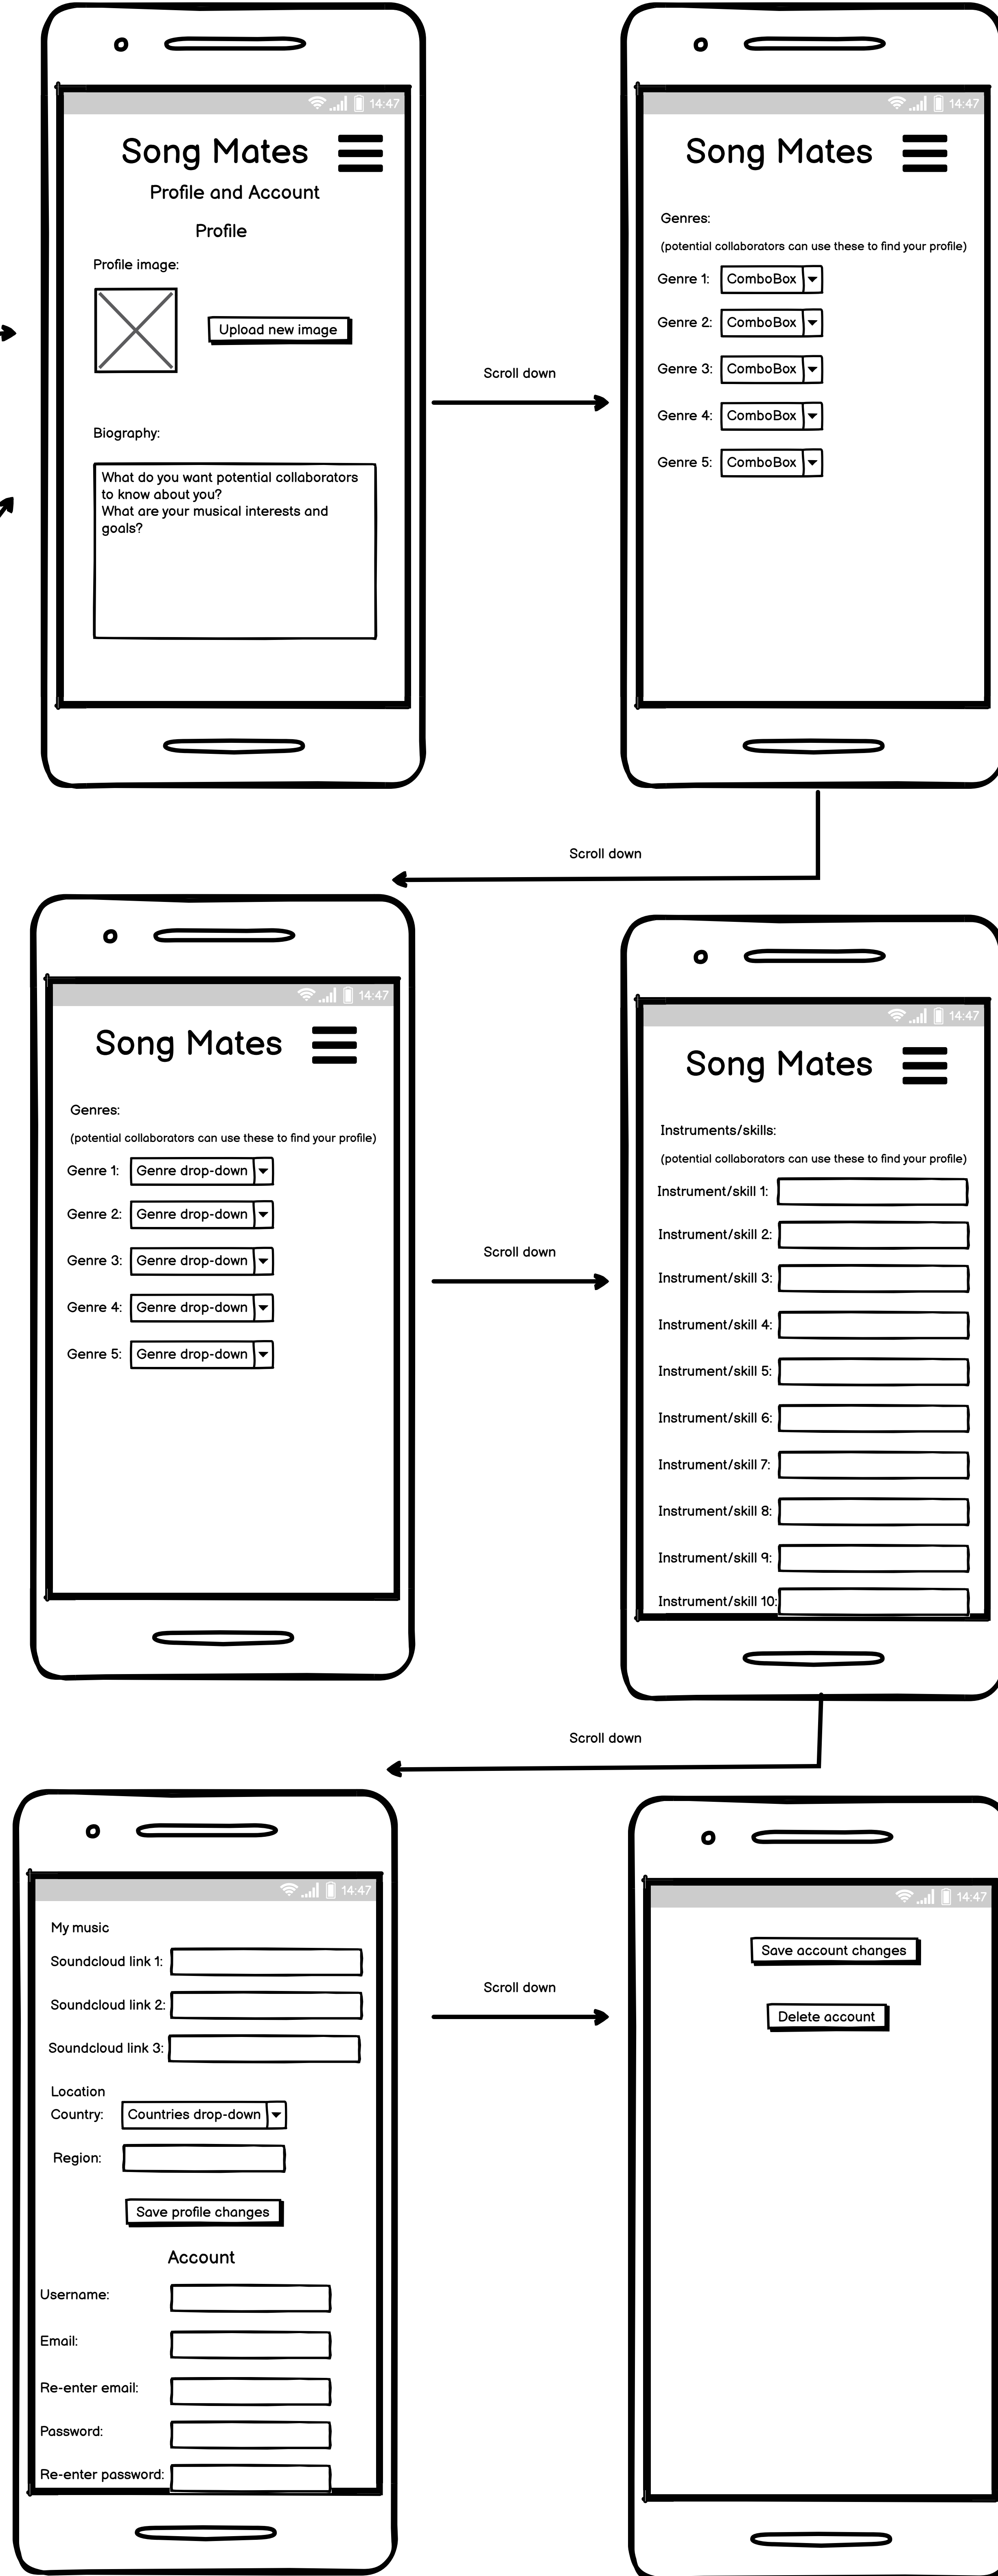 14:47
Song Mates
Profile and Account
Profile
Profile image:
Upload new image
Biography:
What do you want potential collaborators
to know about you?
What are your musical interests and
goals?
Scroll down
14:47
Song Mates
Genres:
(potential collaborators can use these to find your profile)
Genre 1: ComboBox
Genre 2: ComboBox
Genre 3: ComboBox
Genre 4: ComboBox
Genre 5: ComboBox
Scroll down
14:47
Song Mates
Genres:
(potential collaborators can use these to find your profile)
Genre 1: Genre drop-down
Genre 2: Genre drop-down
Genre 3: Genre drop-down
Genre 4: Genre drop-down
Genre 5: Genre drop-down
Scroll down
14:47
Song Mates
Instruments/skills:
(potential collaborators can use these to find your profile)
Instrument/skill 1:
Instrument/skill 2:
Instrument/skill 3:
Instrument/skill 4:
Instrument/skill 5:
Instrument/skill 6:
Instrument/skill 7:
Instrument/skill 8:
Instrument/skill 9:
Instrument/skill 10:
Scroll down
14:47
My music
Soundcloud link 1:
Soundcloud link 2:
Soundcloud link 3:
Location
Country: Countries drop-down
Region:
Save profile changes
Account
Username:
Email:
Re-enter email:
Password:
Re-enter password:
Scroll down
14:47
Save account changes
Delete account